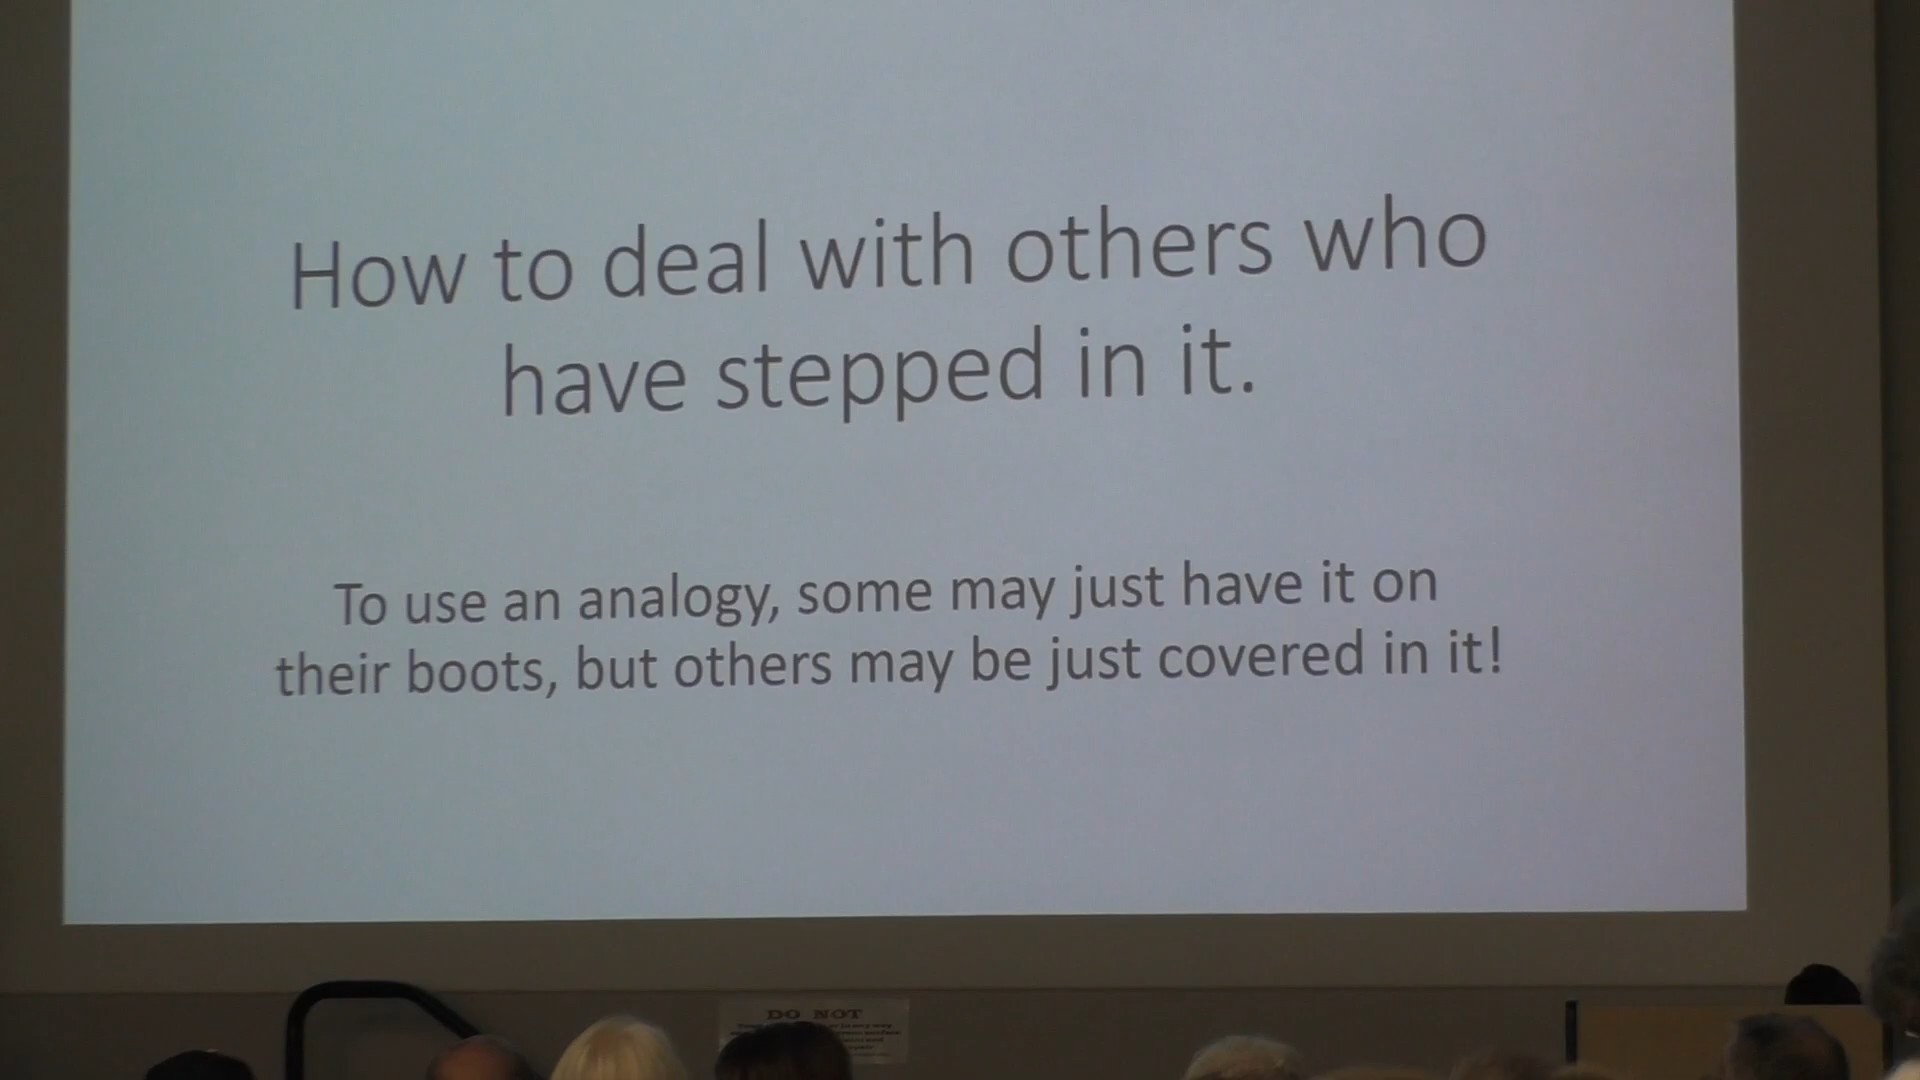 How to deal with others who
have stepped in it.
To use an analogy, some may just have it on
their boots, but others may be just covered in it!
DO NOT